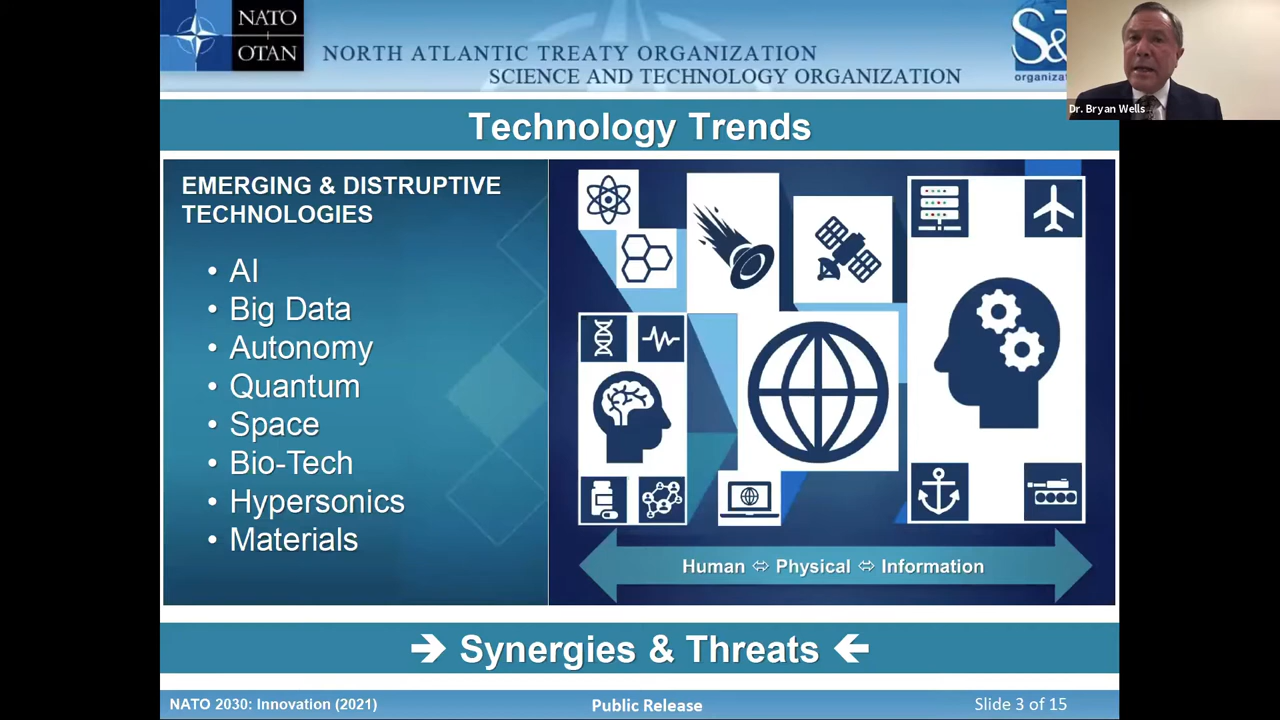 NATO
OTAN
NORTH ATLANTIC TREATY ORGANIZATION
SCIENCE AND TECHNOLOGY ORGANIZATION
S&
organiza
Dr. Bryan Wells
Technology Trends
EMERGING & DISTRUPTIVE
TECHNOLOGIES
• AI
• Big Data
• Autonomy
• Quantum
• Space
• Bio-Tech
• Hypersonics
• Materials
Human ⬄ Physical ⬄ Information
➔ Synergies & Threats 🡰
NATO 2030: Innovation (2021)
Public Release
Slide 3 of 15